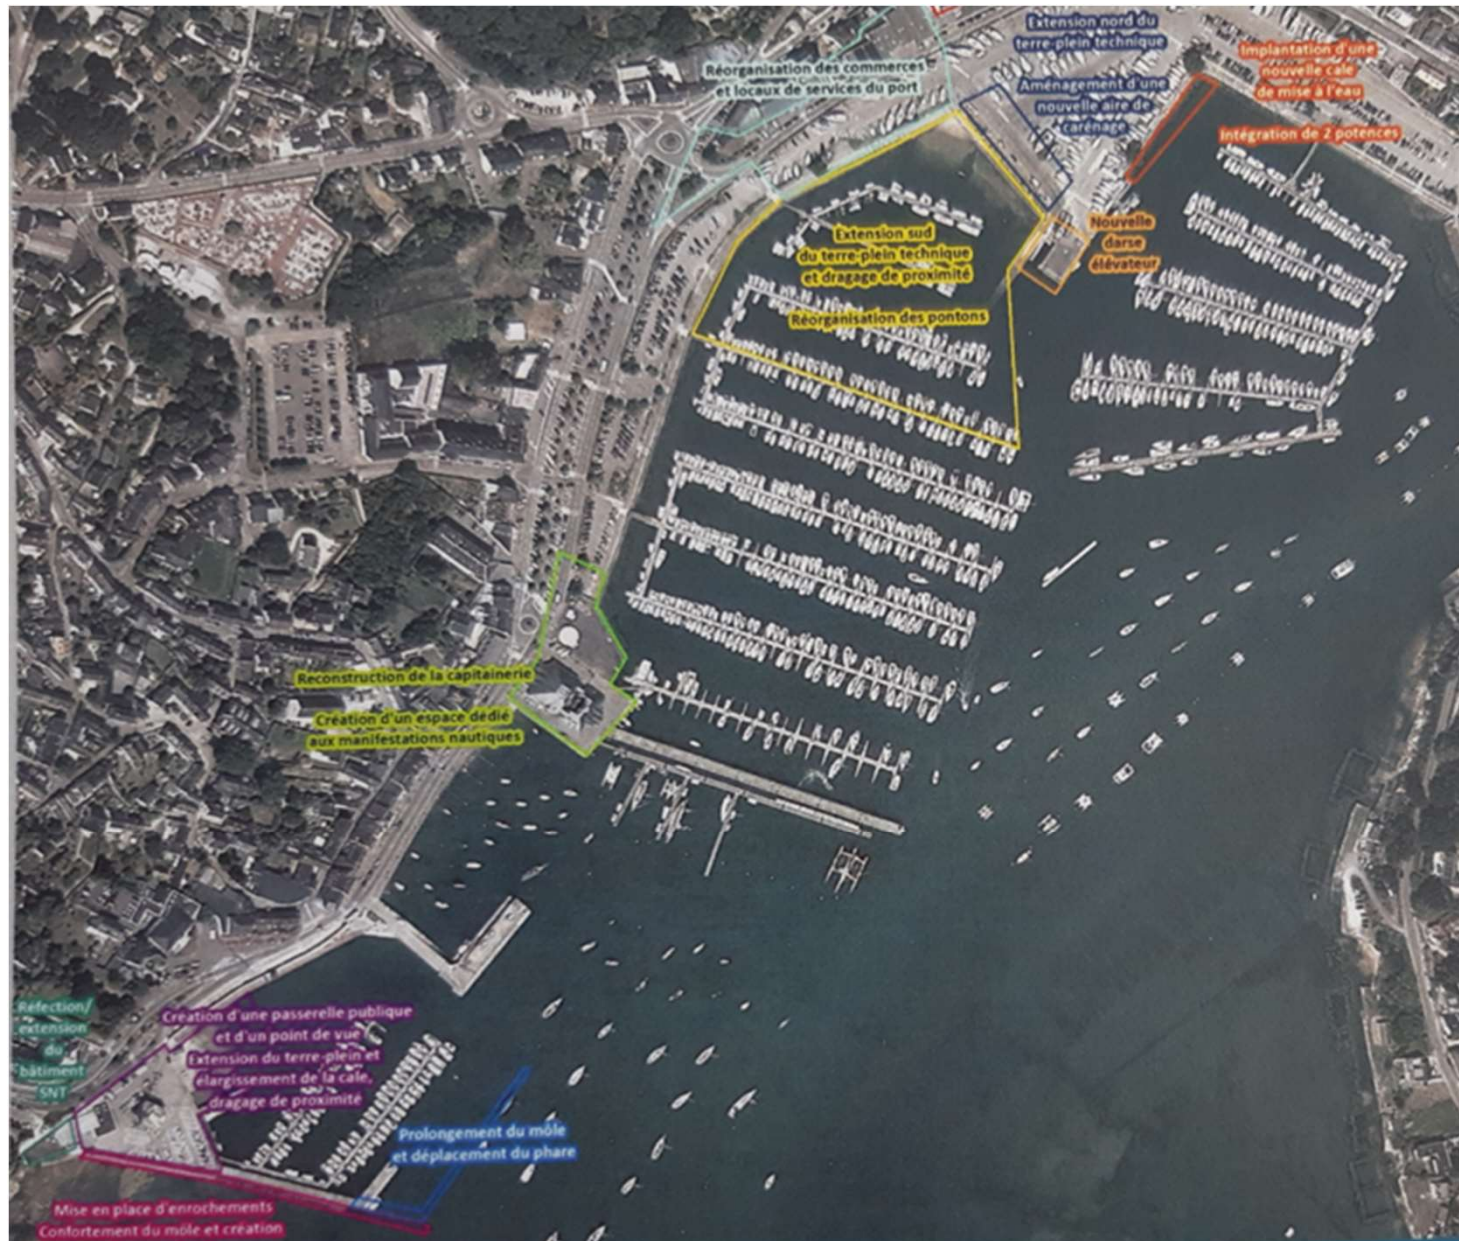 Extension nord du
terre-plein technique
Implantation d'une
nouvelle cale
de mise à l'eau
Réorganisation des commerces
et locaux de services du port
Aménagement d'une
nouvelle aire de
carénage
Intégration de 2 potences
Nouvelle
darse
élévateur
Extension sud
du terre-plein technique
et dragage de proximité
Réorganisation des pontons
Reconstruction de la capitainerie
Création d'un espace dédié
aux manifestations nautiques
Réfection/
extension
du
bâtiment
SNT
Création d'une passerelle publique
et d'un point de vue
Extension du terre-plein et
élargissement de la cale,
dragage de proximité
Prolongement du môle
et déplacement du phare
Mise en place d'enrochements
Confortement du môle et création